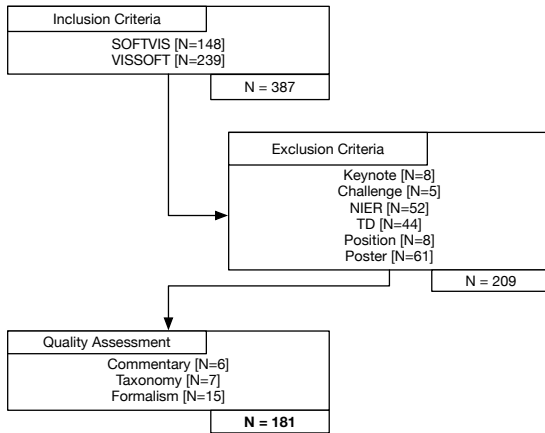 Inclusion Criteria
SOFTVIS [N=148]
VISSOFT [N=239]
N = 387
Exclusion Criteria
Keynote [N=8]
Challenge [N=5]
NIER [N=52]
TD [N=44]
Position [N=8]
Poster [N=61]
N = 209
Quality Assessment
Commentary [N=6]
Taxonomy [N=7]
Formalism [N=15]
N = 181